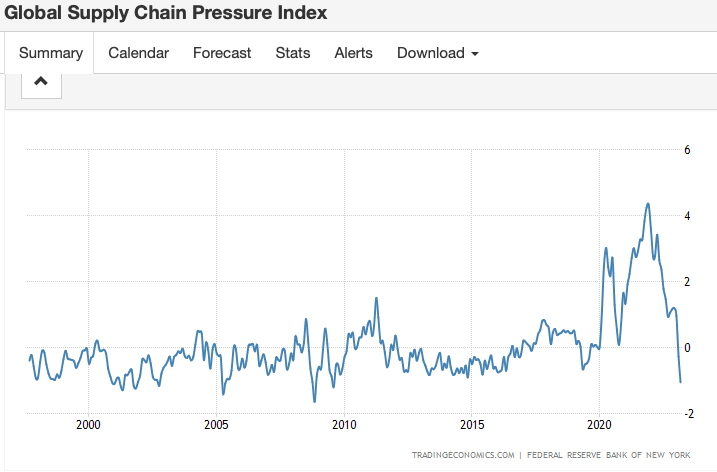 Global Supply Chain Pressure Index
Summary Calendar Forecast Stats Alerts Download
6
4
2
0
-2
2000 2005 2010 2015 2020
TRADINGECONOMICS.COM | FEDERAL RESERVE BANK OF NEW YORK